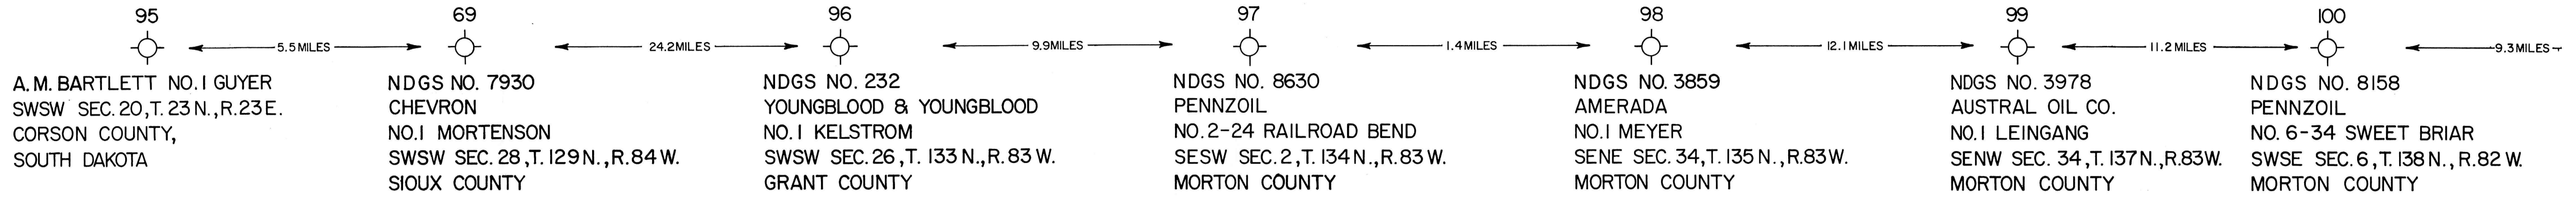 95
69
96
97
98
99
100
5.5 MILES
24.2 MILES
9.9 MILES
1.4 MILES
12.1 MILES
11.2 MILES
9.3 MILES
A.M. BARTLETT NO. 1 GUYER
SWSW SEC. 20, T. 23 N., R. 23 E.
CORSON COUNTY,
SOUTH DAKOTA
NDGS NO. 7930
CHEVRON
NO. 1 MORTENSON
SWSW SEC. 28, T. 129 N., R. 84 W.
SIOUX COUNTY
NDGS NO. 232
YOUNGBLOOD & YOUNGBLOOD
NO. 1 KELSTROM
SWSW SEC. 26, T. 133 N., R. 83 W.
GRANT COUNTY
NDGS NO. 8630
PENNZOIL
NO. 2-24 RAILROAD BEND
SESW SEC. 2, T. 134 N., R. 83 W.
MORTON COUNTY
NDGS NO. 3859
AMERADA
NO. 1 MEYER
SENE SEC. 34, T. 135 N., R. 83 W.
MORTON COUNTY
NDGS NO. 3978
AUSTRAL OIL CO.
NO. 1 LEINGANG
SENW SEC. 34, T. 137 N., R. 83 W.
MORTON COUNTY
NDGS NO. 8158
PENNZOIL
NO. 6-34 SWEET BRIAR
SWSE SEC. 6, T. 138 N., R. 82 W.
MORTON COUNTY